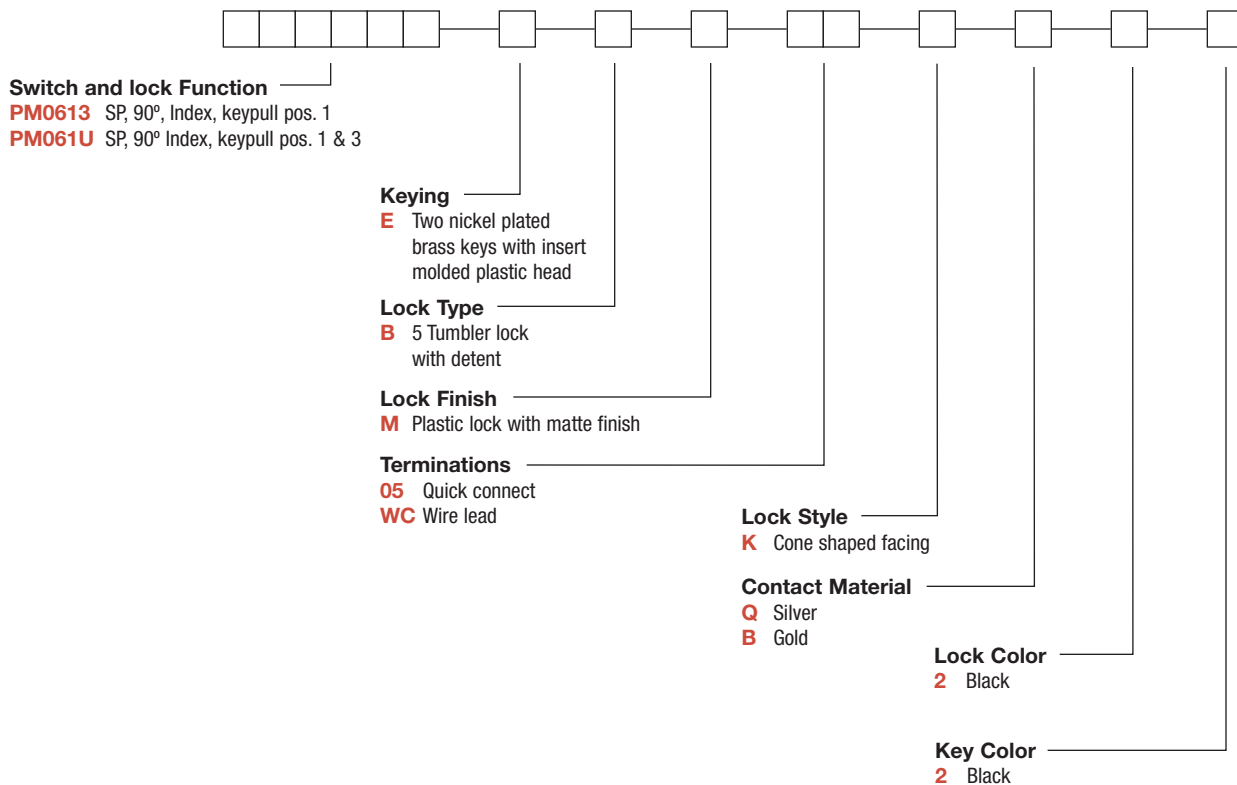 Switch and lock Function
PM0613 SP, 90º, Index, keypull pos. 1
PM061U SP, 90º Index, keypull pos. 1 & 3
Keying
E Two nickel plated
brass keys with insert
molded plastic head
Lock Type
B 5 Tumbler lock
with detent
Lock Finish
M Plastic lock with matte finish
Terminations
05 Quick connect
WC Wire lead
Lock Style
K Cone shaped facing
Contact Material
Q Silver
B Gold
Lock Color
2 Black
Key Color
2 Black